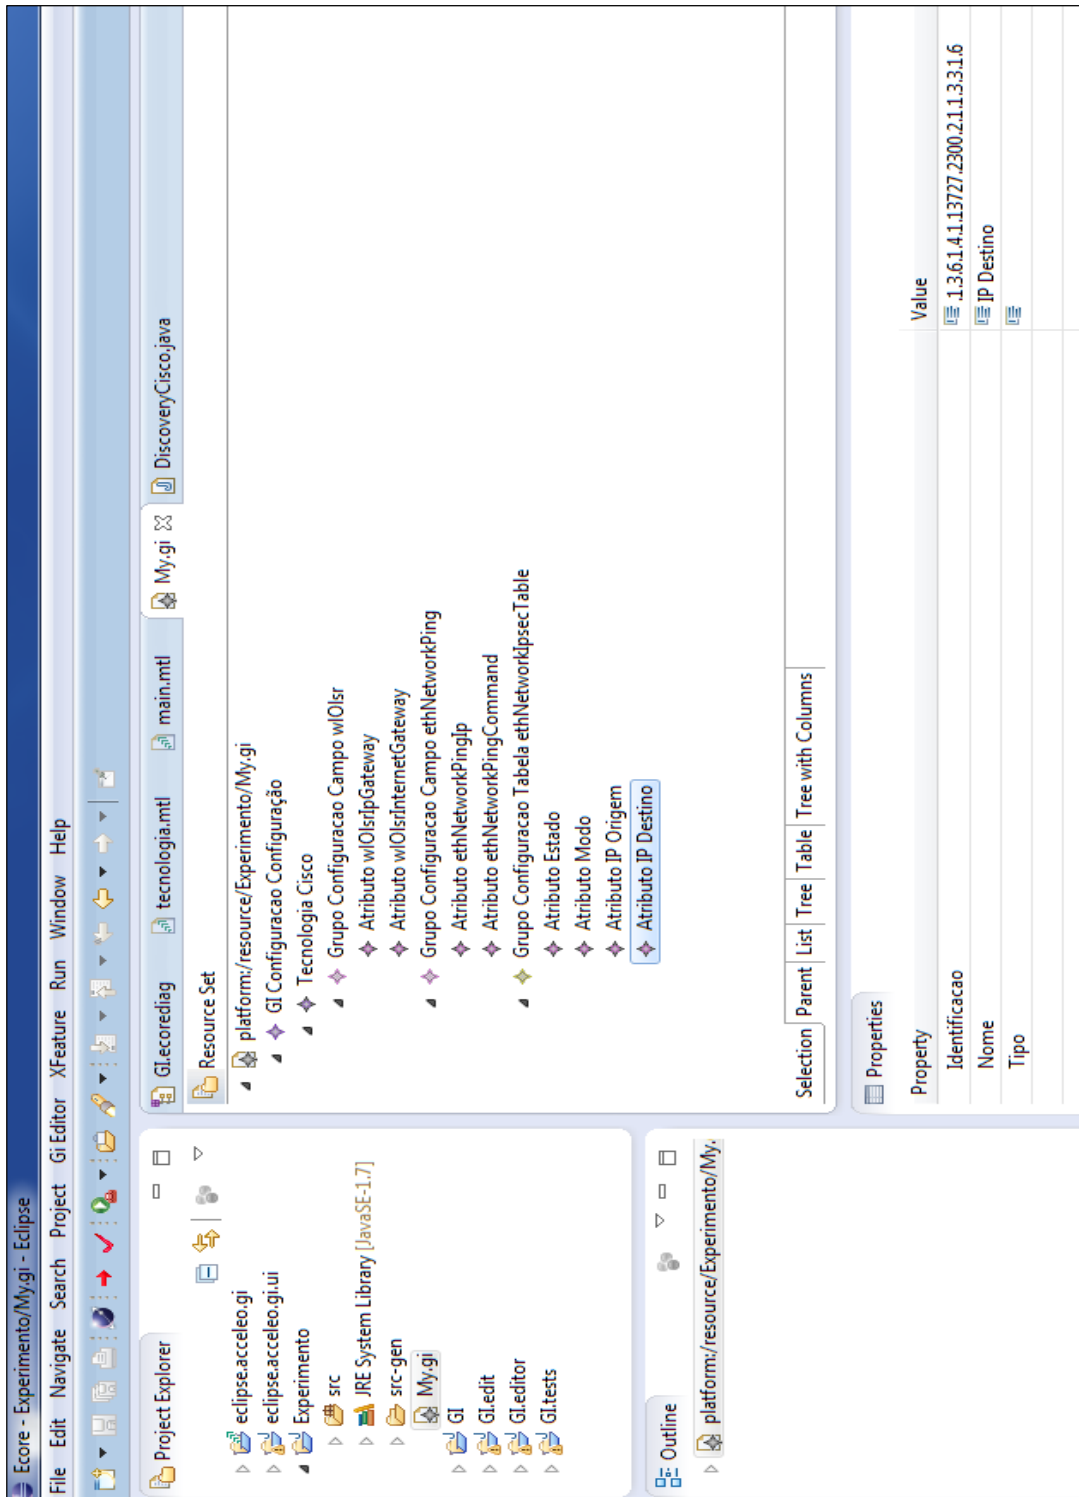 Ecore - Experimento/My.gi - Eclipse
File Edit Navigate Search Project Gi Editor XFeature Run Window Help
Project Explorer
eclipse.acceleo.gi
eclipse.acceleo.gi.ui
Experimento
src
JRE System Library [JavaSE-1.7]
src-gen
My.gi
GI
GI.edit
GI.editor
GI.tests
Outline
platform:/resource/Experimento/My.
GI.ecorediag tecnologia.mtl main.mtl My.gi DiscoveryCisco.java
Resource Set
platform:/resource/Experimento/My.gi
GI Configuracao Configuração
Tecnologia Cisco
Grupo Configuracao Campo wlOlsr
Atributo wlOlsrIpGateway
Atributo wlOlsrInternetGateway
Grupo Configuracao Campo ethNetworkPing
Atributo ethNetworkPingIp
Atributo ethNetworkPingCommand
Grupo Configuracao Tabela ethNetworkIpsecTable
Atributo Estado
Atributo Modo
Atributo IP Origem
Atributo IP Destino
Selection Parent List Tree Table Tree with Columns
Properties
Property Value
Identificacao .1.3.6.1.4.1.13727.2300.2.1.1.3.3.1.6
Nome IP Destino
Tipo